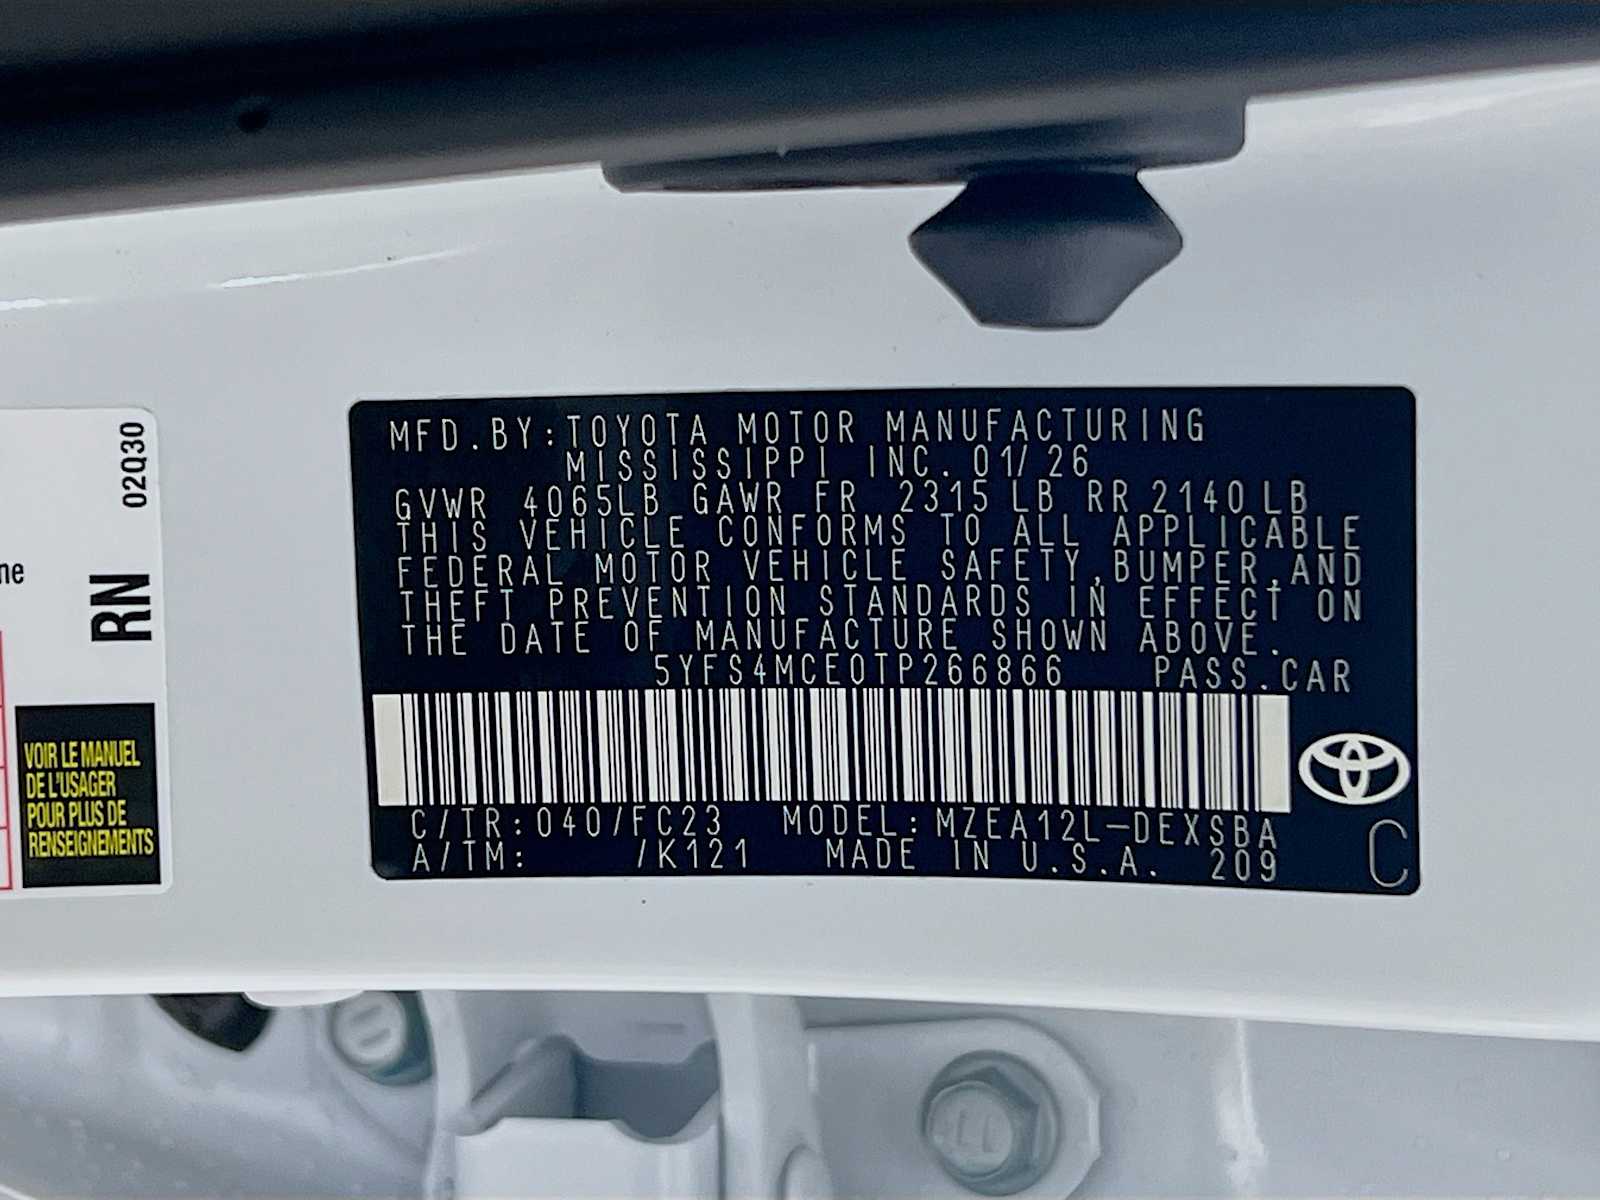 MFD.BY:TOYOTA MOTOR MANUFACTURING
MISSISSIPPI INC. 01/26
GVWR 4065LB GAWR FR 2315 LB RR 2140 LB
THIS VEHICLE CONFORMS TO ALL APPLICABLE
FEDERAL MOTOR VEHICLE SAFETY,BUMPER,AND
THEFT PREVENTION STANDARDS IN EFFECT ON
THE DATE OF MANUFACTURE SHOWN ABOVE.
5YFS4MCE0TP266866 PASS.CAR
C/TR:040/FC23 MODEL:MZEA12L-DEXSBA
A/TM: /K121 MADE IN U.S.A. 209
C
02Q30
RN
ne
VOIR LE MANUEL
DE L'USAGER
POUR PLUS DE
RENSEIGNEMENTS